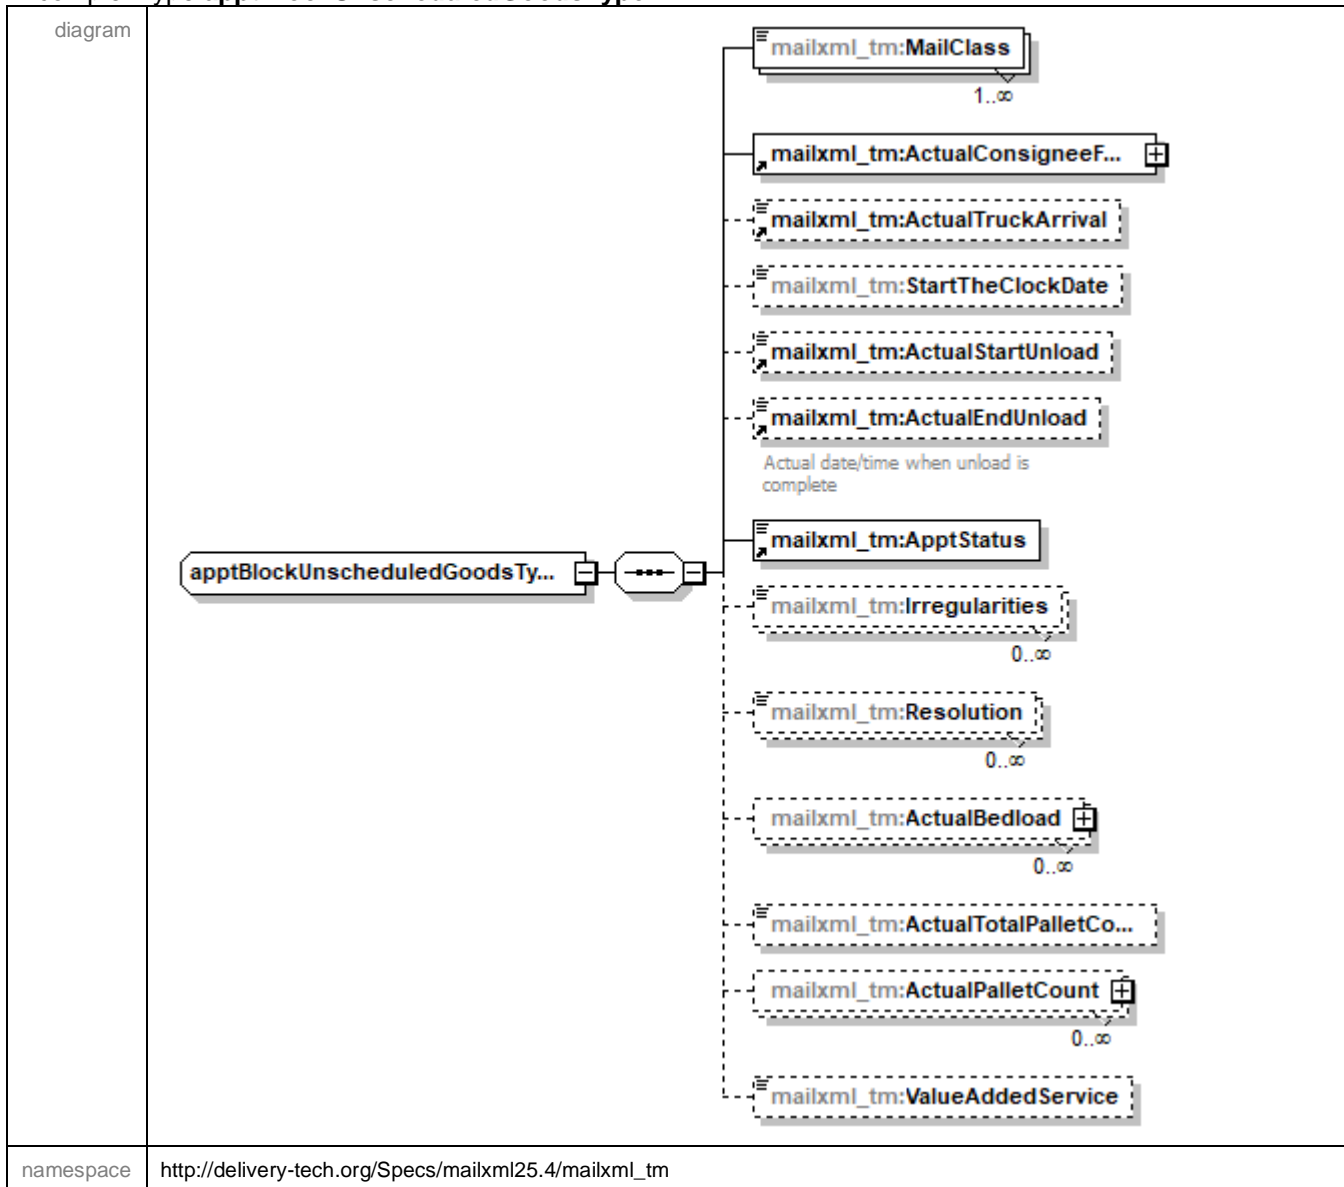 diagram
mailxml_tm:MailClass
1..∞
mailxml_tm:ActualConsigneeF...
mailxml_tm:ActualTruckArrival
mailxml_tm:StartTheClockDate
mailxml_tm:ActualStartUnload
mailxml_tm:ActualEndUnload
Actual date/time when unload is
complete
mailxml_tm:ApptStatus
apptBlockUnscheduledGoodsTy...
mailxml_tm:Irregularities
0..∞
mailxml_tm:Resolution
0..∞
mailxml_tm:ActualBedload
0..∞
mailxml_tm:ActualTotalPalletCo...
mailxml_tm:ActualPalletCount
0..∞
mailxml_tm:ValueAddedService
namespace http://delivery-tech.org/Specs/mailxml25.4/mailxml_tm